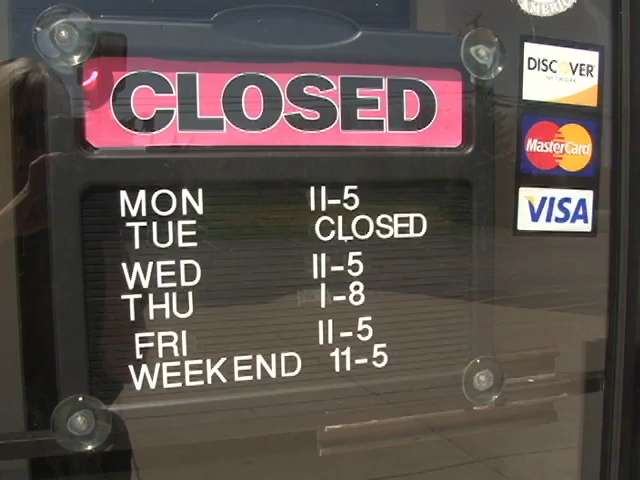 AMERICA
CLOSED
DISCOVER
NETWORK
MasterCard
VISA
MON 11-5
TUE CLOSED
WED 11-5
THU 1-8
FRI 11-5
WEEKEND 11-5